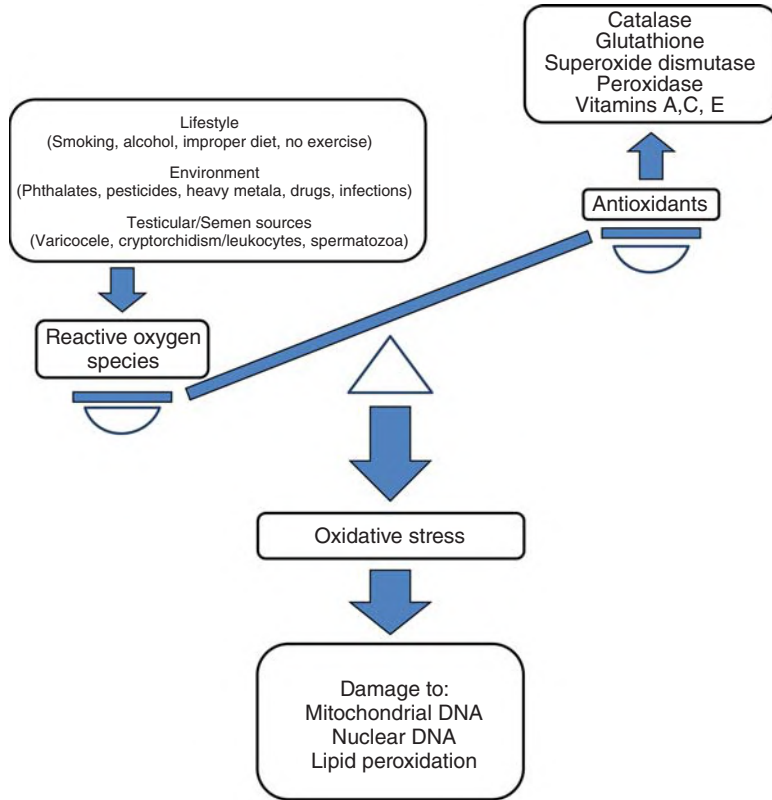 Catalase
Glutathione
Superoxide dismutase
Peroxidase
Vitamins A,C, E
Lifestyle
(Smoking, alcohol, improper diet, no exercise)
Environment
(Phthalates, pesticides, heavy metala, drugs, infections)
Testicular/Semen sources
(Varicocele, cryptorchidism/leukocytes, spermatozoa)
Antioxidants
Reactive oxygen
species
Oxidative stress
Damage to:
Mitochondrial DNA
Nuclear DNA
Lipid peroxidation